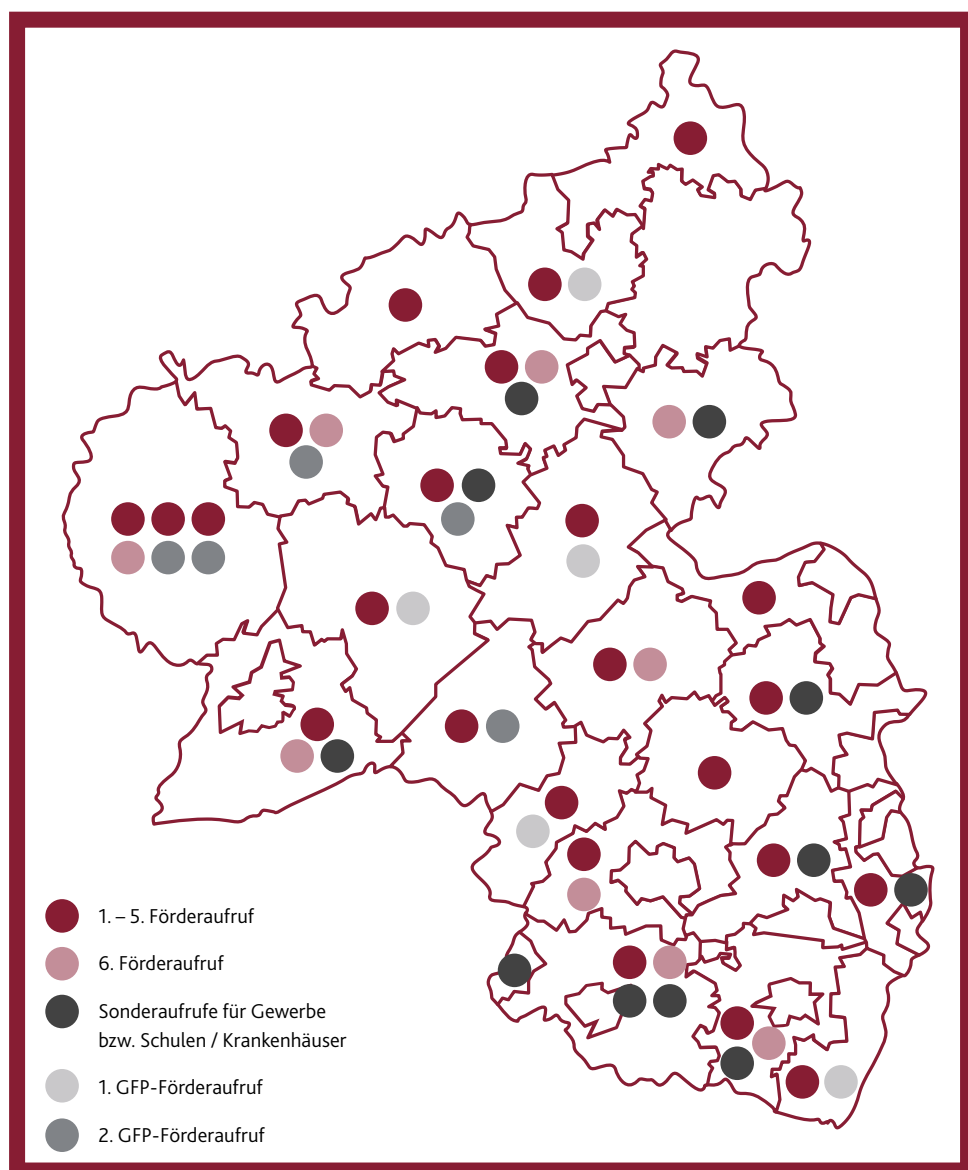 1. – 5. Förderaufruf
6. Förderaufruf
Sonderaufrufe für Gewerbe
bzw. Schulen / Krankenhäuser
1. GFP-Förderaufruf
2. GFP-Förderaufruf